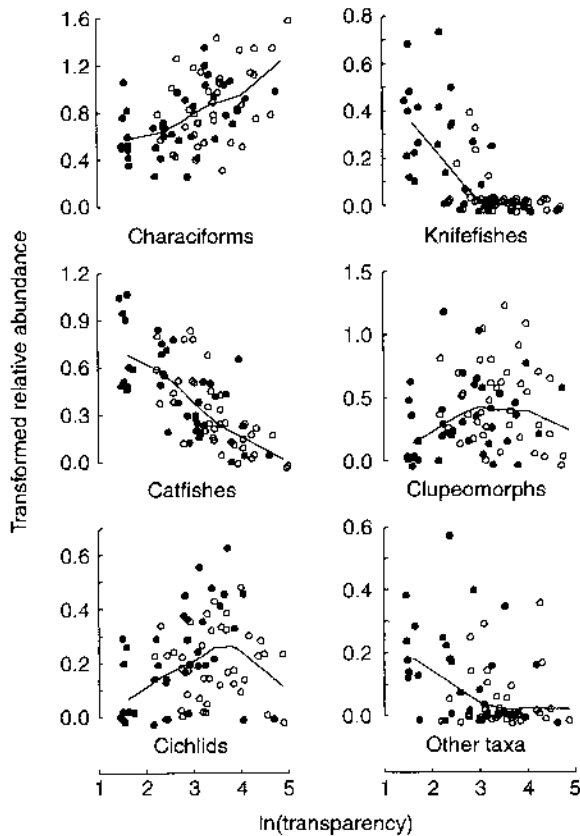 1.6
1.2
0.8
0.4
0.0
Characiforms
0.8
0.6
0.4
0.2
0.0
Knifefishes
Transformed relative abundance
1.2
0.9
0.6
0.3
0.0
Catfishes
1.5
1.0
0.5
0.0
Clupeomorphs
0.6
0.4
0.2
0.0
Cichlids
0.6
0.4
0.2
0.0
Other taxa
1 2 3 4 5
1 2 3 4 5
ln(transparency)